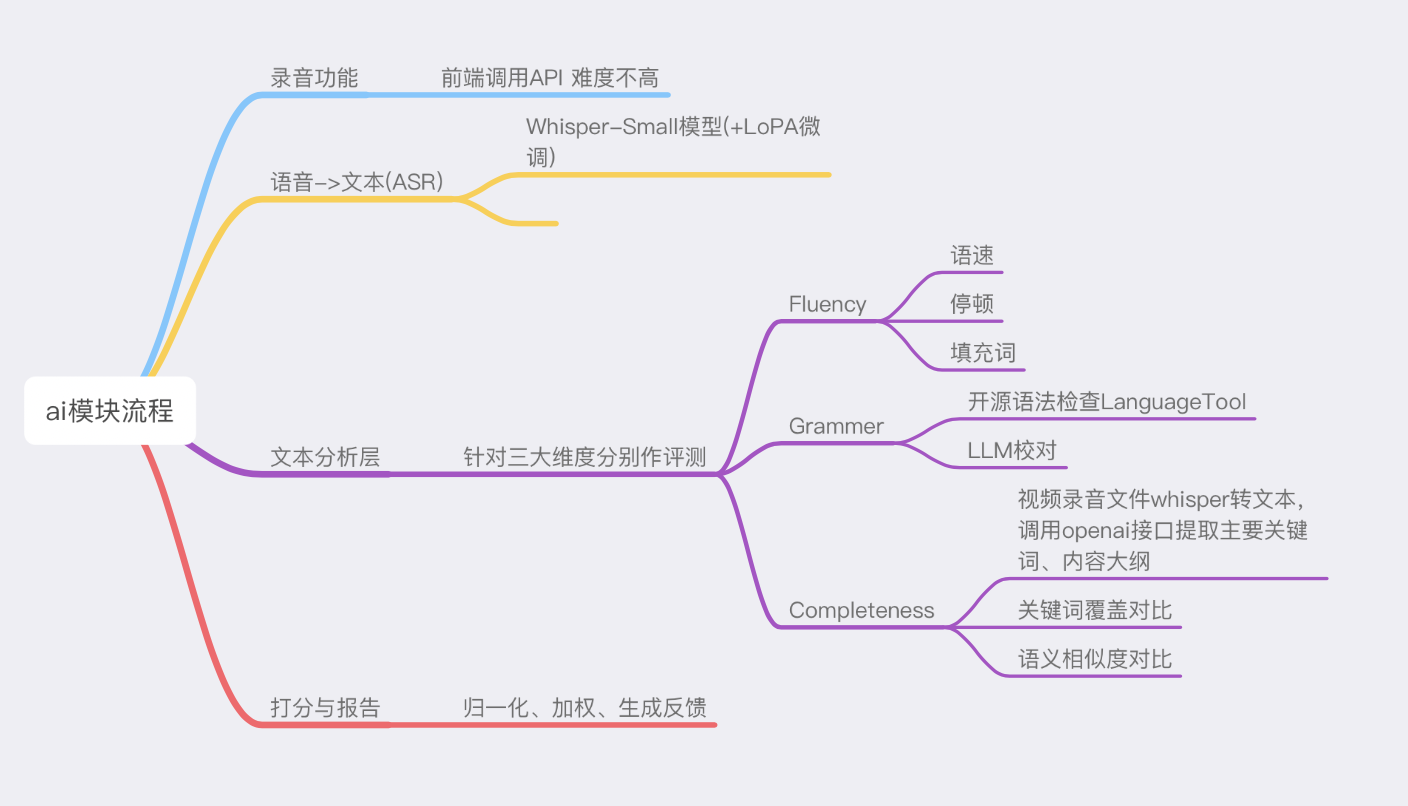 录音功能
前端调用API 难度不高
Whisper-Small模型(+LoPA微
调)
语音->文本(ASR)
语速
Fluency
停顿
填充词
开源语法检查LanguageTool
Grammer
LLM校对
ai模块流程
文本分析层
针对三大维度分别作评测
视频录音文件whisper转文本，
调用openai接口提取主要关键
词、内容大纲
Completeness
关键词覆盖对比
语义相似度对比
打分与报告
归一化、加权、生成反馈